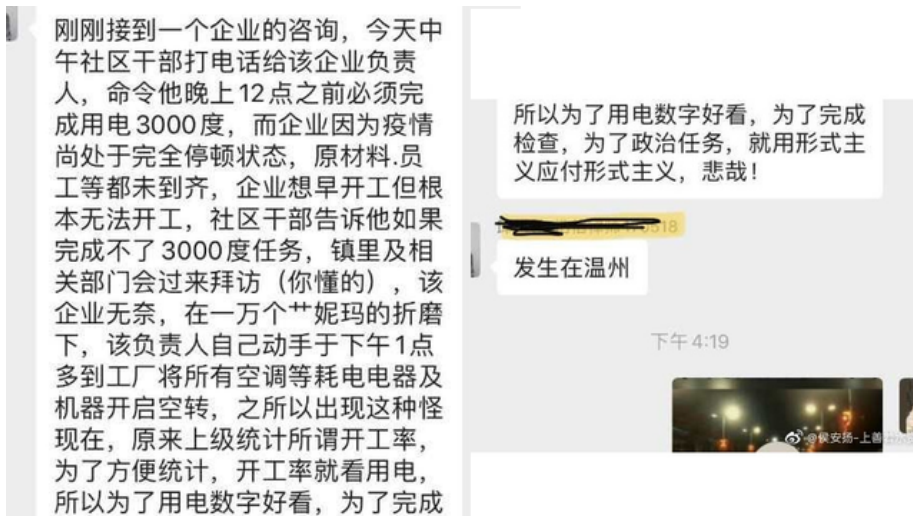 刚刚接到一个企业的咨询，今天中
午社区干部打电话给该企业负责
人，命令他晚上12点之前必须完
成用电3000度，而企业因为疫情
尚处于完全停顿状态，原材料.员
工等都未到齐，企业想早开工但根
本无法开工，社区干部告诉他如果
完成不了3000度任务，镇里及相
关部门会过来拜访（你懂的），该
企业无奈，在一万个艹妮玛的折磨
下，该负责人自己动手于下午1点
多到工厂将所有空调等耗电电器及
机器开启空转，之所以出现这种怪
现在，原来上级统计所谓开工率，
为了方便统计，开工率就看用电，
所以为了用电数字好看，为了完成
所以为了用电数字好看，为了完成
检查，为了政治任务，就用形式主
义应付形式主义，悲哉！
发生在温州
下午4:19
@侯安扬-上善